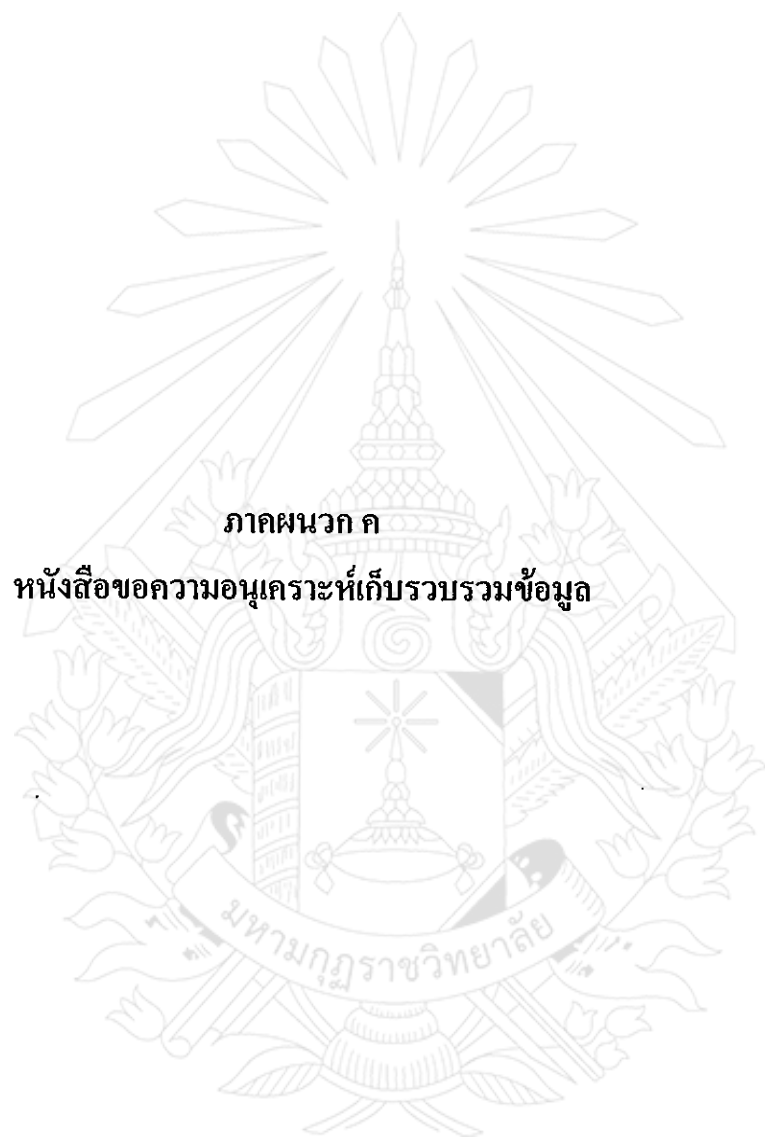 ภาคผนวก ค
หนังสือขอความอนุเคราะห์เก็บรวบรวมข้อมูล
มหามกุฏราชวิทยาลัย